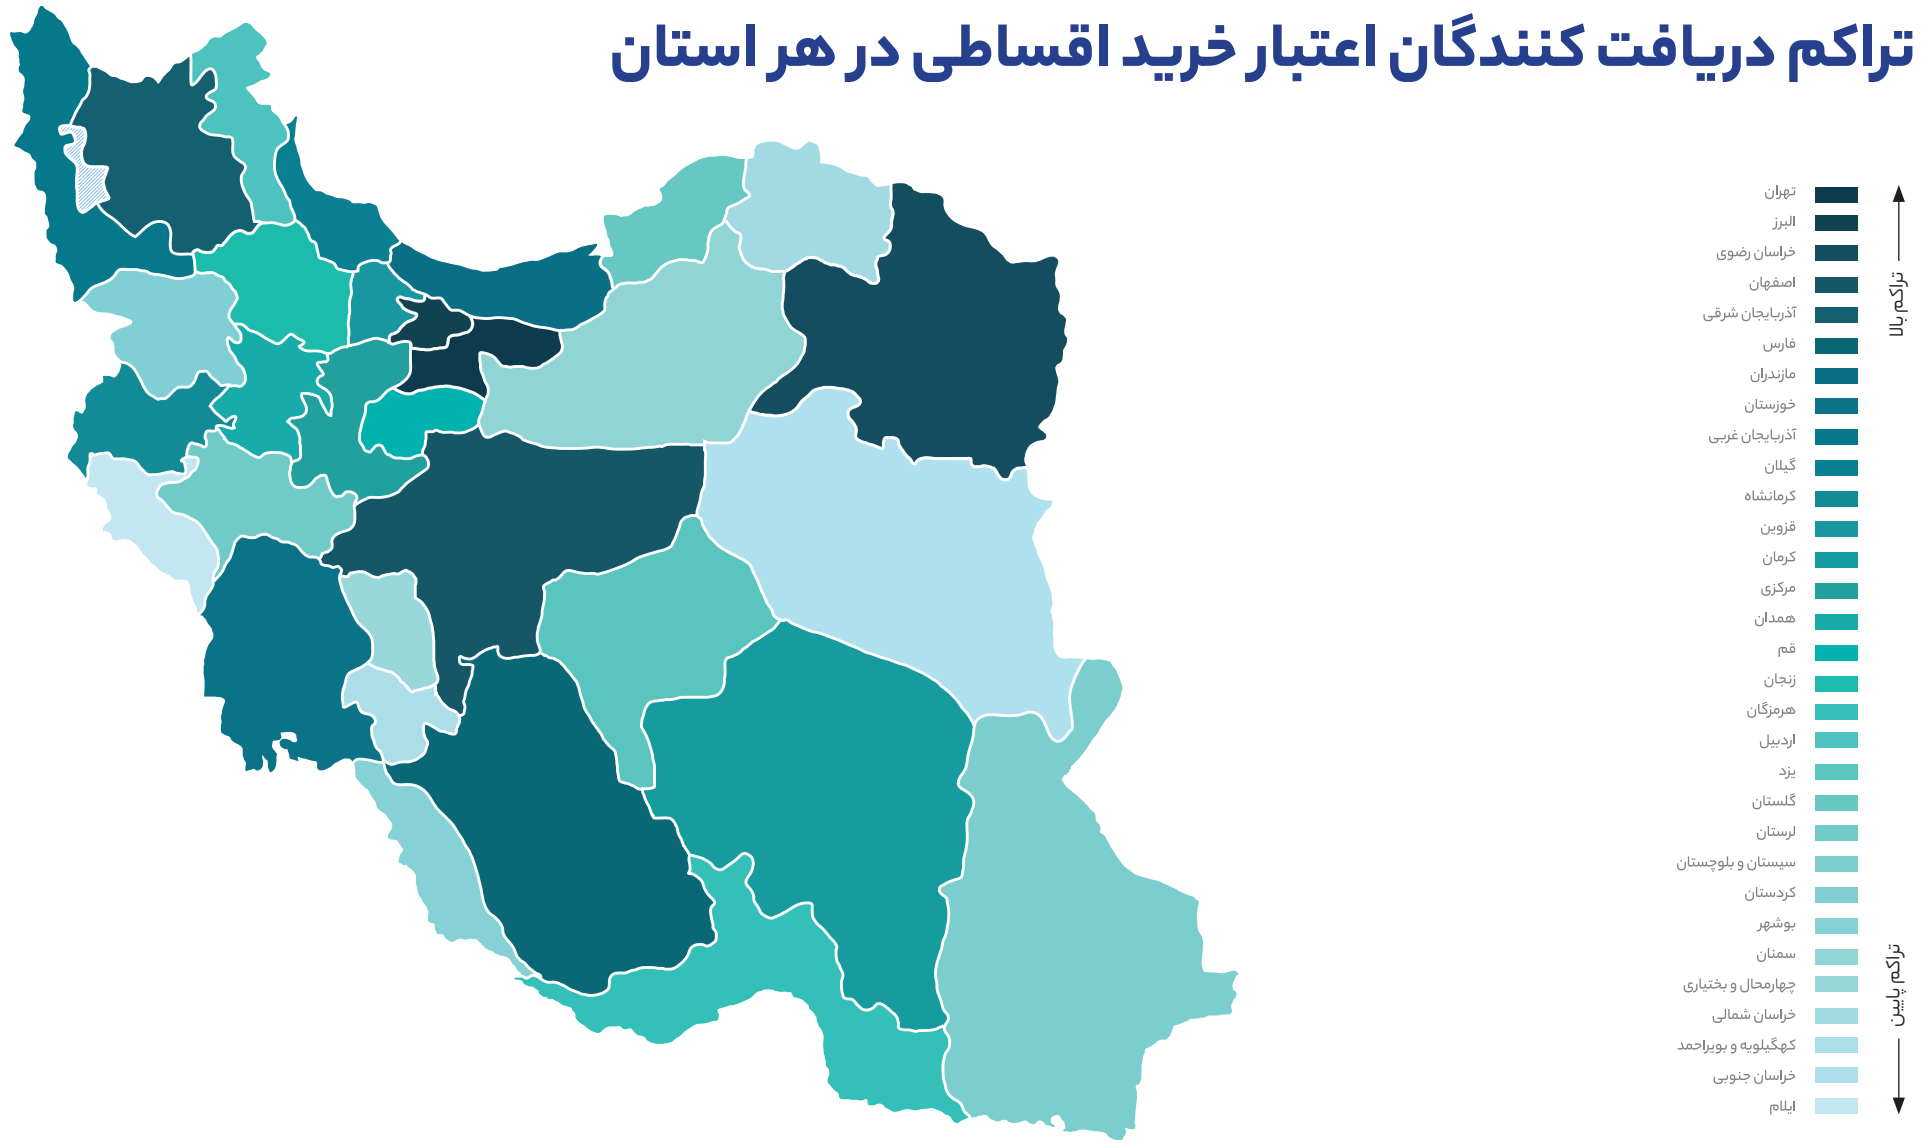 تراکم دریافت کنندگان اعتبار خرید اقساطی در هر استان
تراکم بالا
تهران
البرز
خراسان رضوی
اصفهان
آذربایجان شرقی
فارس
مازندران
خوزستان
آذربایجان غربی
گیلان
کرمانشاه
قزوین
کرمان
مرکزی
همدان
قم
زنجان
هرمزگان
اردبیل
یزد
گلستان
لرستان
سیستان و بلوچستان
کردستان
بوشهر
سمنان
چهارمحال و بختیاری
خراسان شمالی
کهگیلویه و بویراحمد
خراسان جنوبی
ایلام
تراکم پایین